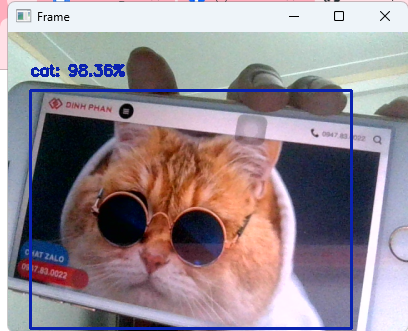 Frame
cat: 98.36%
DINH PHAN
0947.83.0022
CHAT ZALO
0947.83.0022